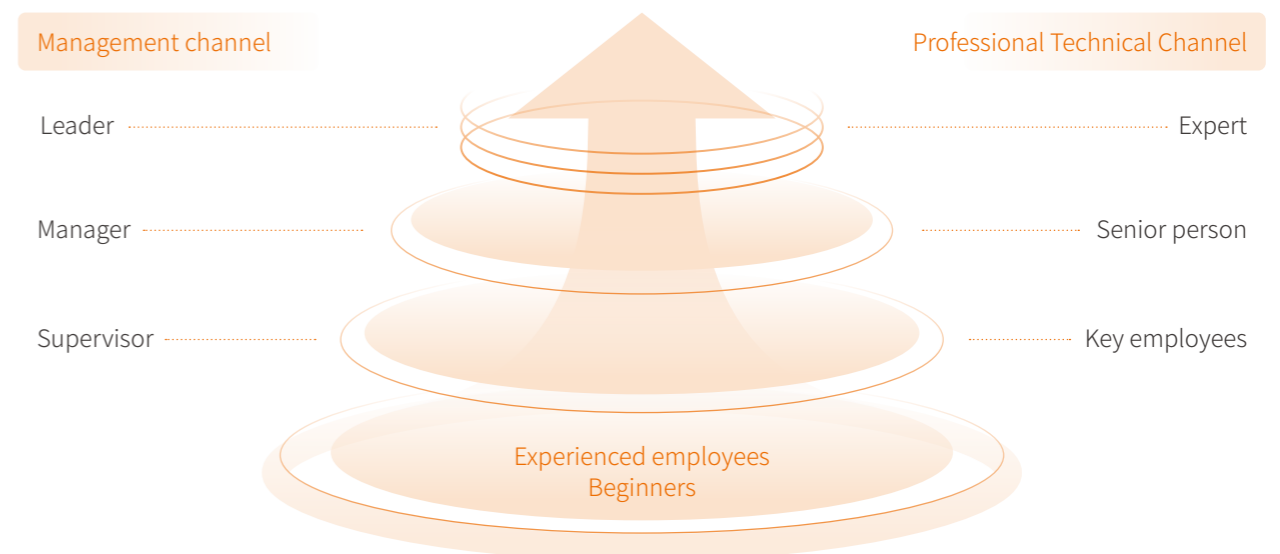 Management channel
Professional Technical Channel
Leader
Expert
Manager
Senior person
Supervisor
Key employees
Experienced employees
Beginners